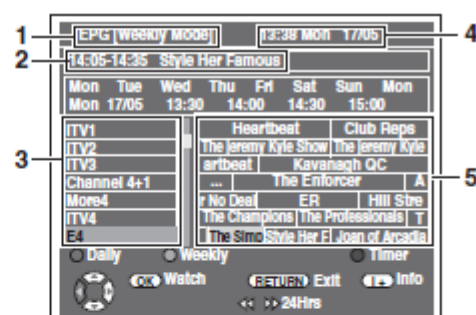 1 EPG [Weekly Mode] 13:38 Mon 17/05 4
2 14:05-14:35 Style Her Famous
Mon Tue Wed Thu Fri Sat Sun Mon
Mon 17/05 13:30 14:00 14:30 15:00
ITV1 Heartbeat Club Reps
ITV2 The Jeremy Kyle Show The Jeremy Kyle
3 ITV3 artbeat Kavanagh QC
Channel 4+1 ... The Enforcer A 5
More4 r No Deal ER Hill Stre
ITV4 The Champions The Professionals T
E4 The Simp Style Her F Joan of Arcadia
Daily Weekly Timer
OK Watch RETURN Exit i+ Info
24Hrs